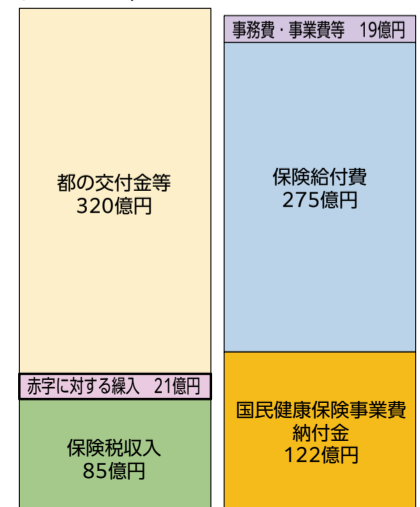 都の交付金等
320億円
赤字に対する繰入 21億円
保険税収入
85億円
事務費・事業費等 19億円
保険給付費
275億円
国民健康保険事業費
納付金
122億円